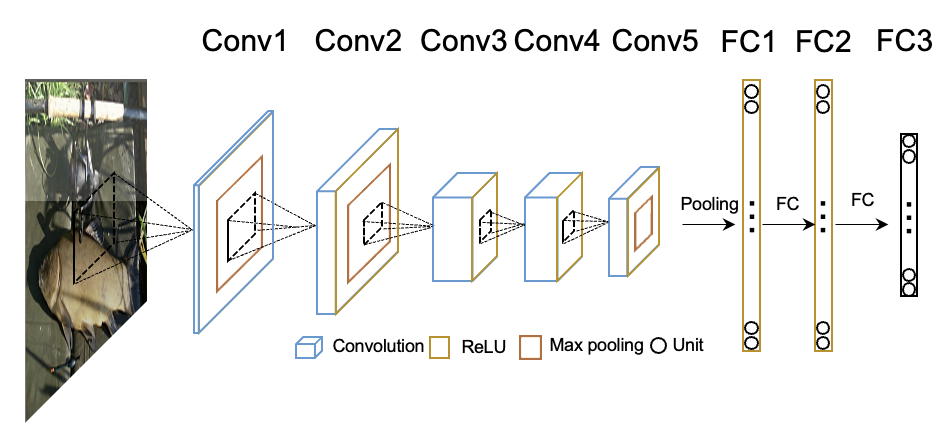 Conv1 Conv2 Conv3 Conv4 Conv5 FC1 FC2 FC3
Pooling FC FC
Convolution ReLU Max pooling Unit